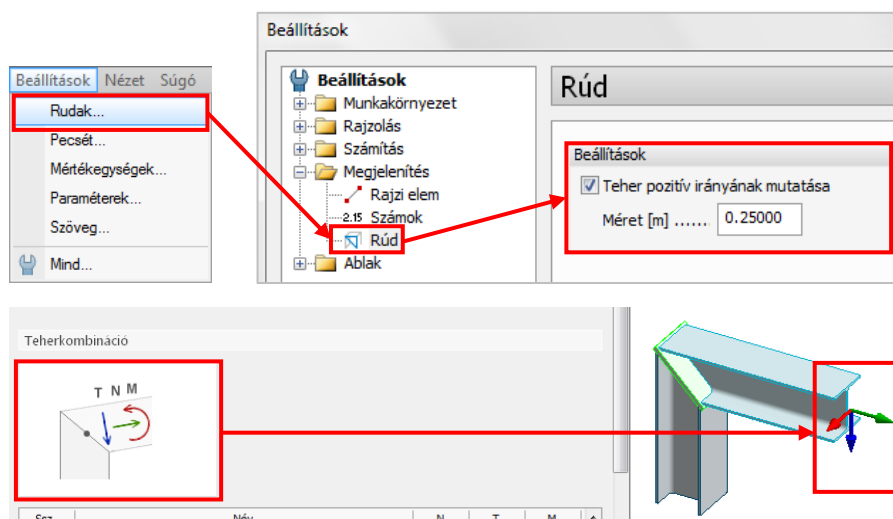 Beállítások
Beállítások Nézet Súgó
Rudak...
Pecsét...
Mértékegységek...
Paraméterek...
Szöveg...
Mind...
Beállítások
Munkakörnyezet
Rajzolás
Számítás
Megjelenítés
Rajzi elem
2.15 Számok
Rúd
Ablak
Rúd
Beállítások
Teher pozitív irányának mutatása
Méret [m] ...... 0.25000
Teherkombináció
T N M
Ssz. Név N T M